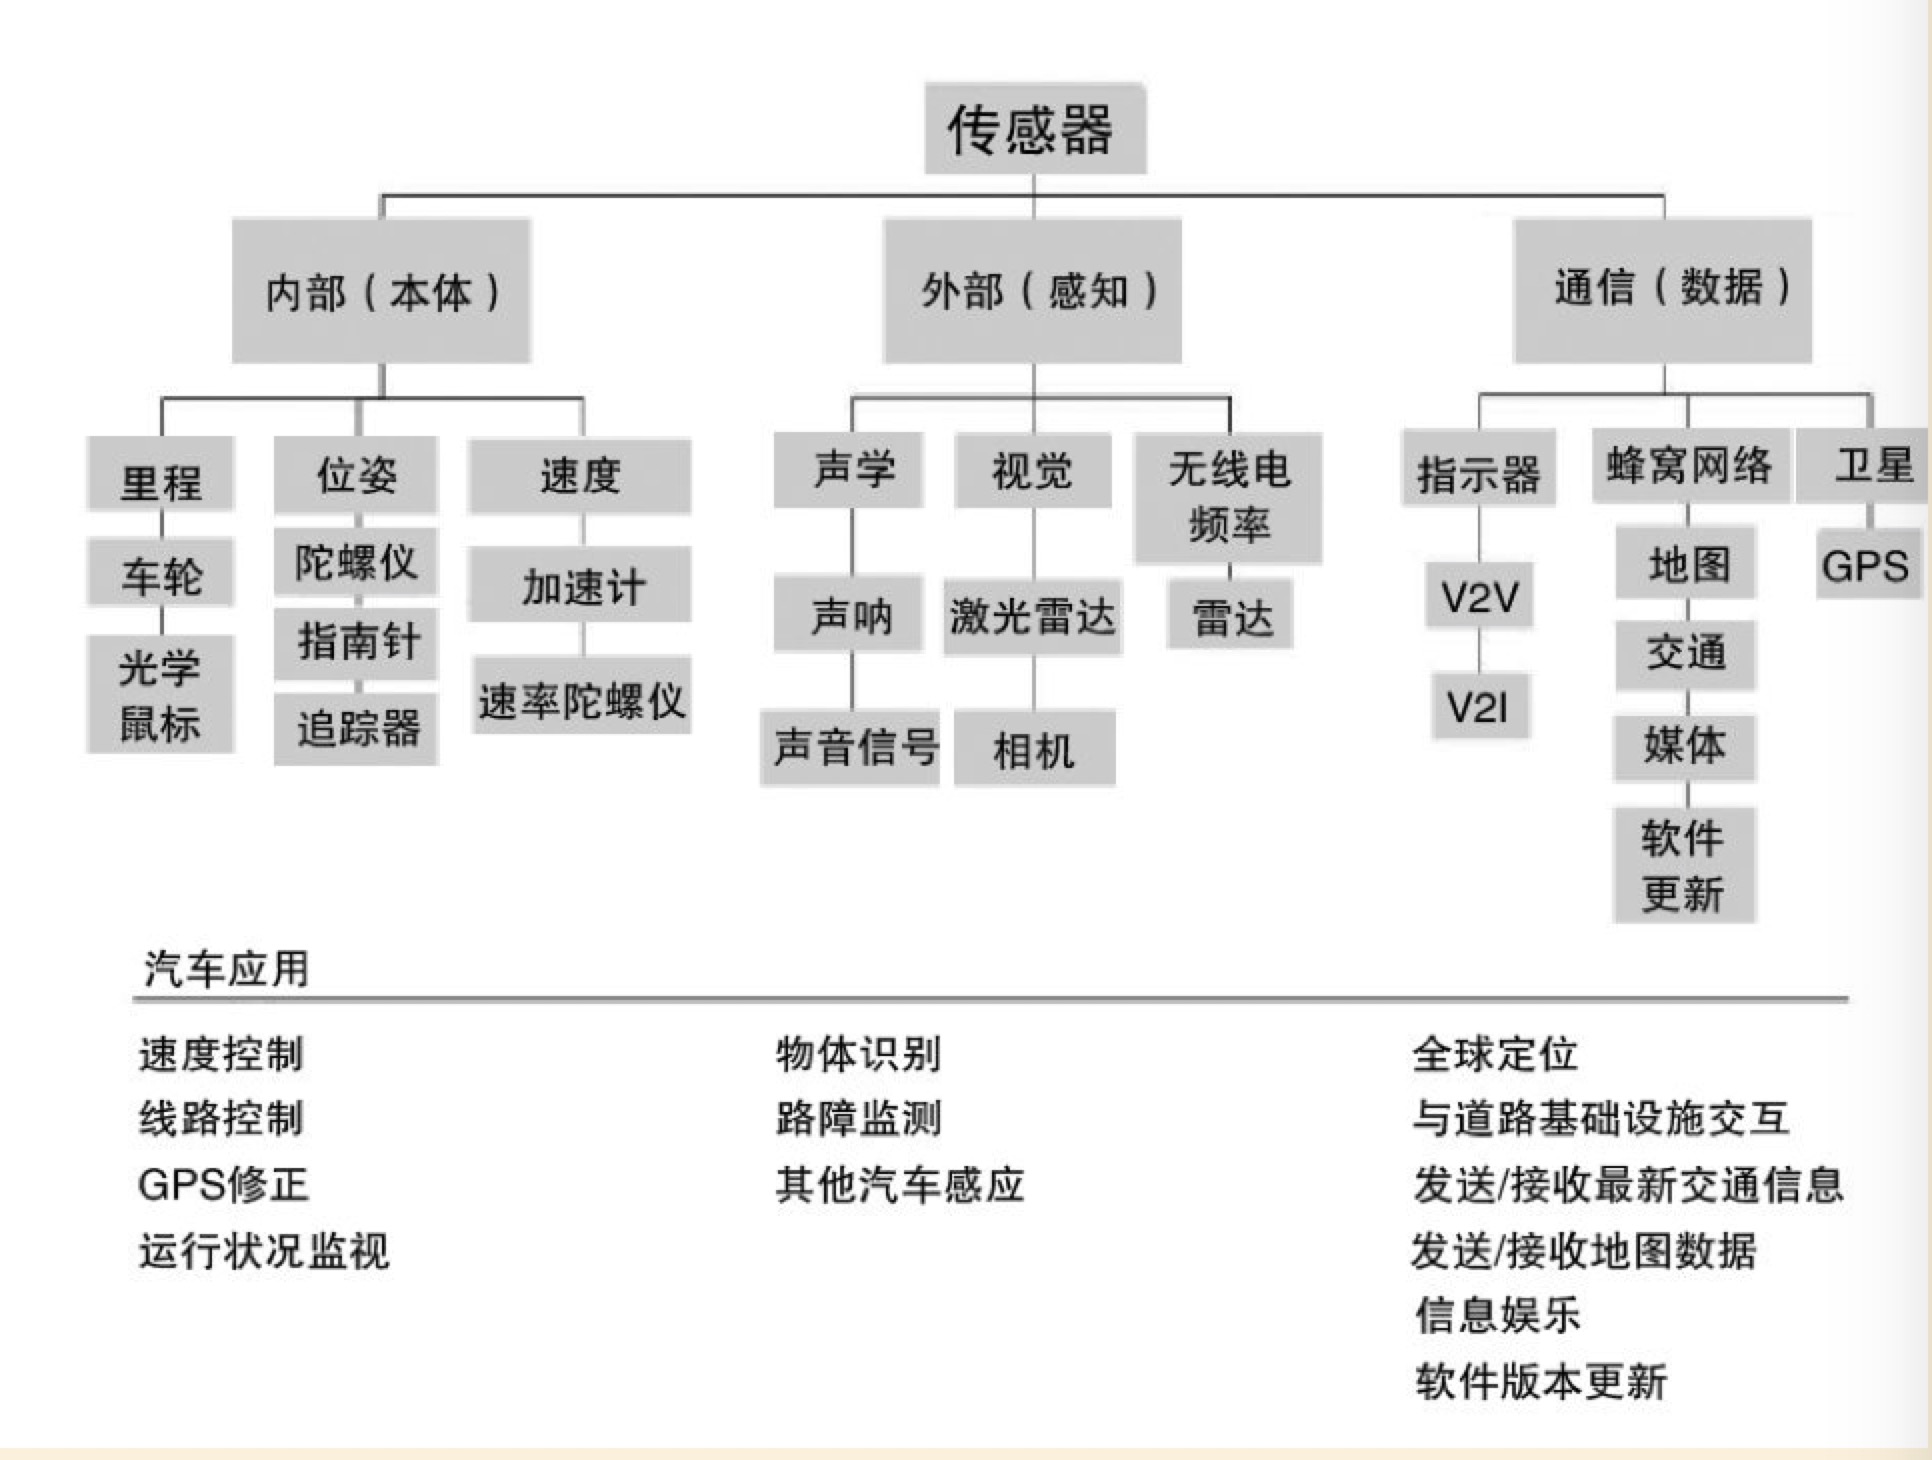 传感器
内部（本体）
外部（感知）
通信（数据）
里程
车轮
光学
鼠标
位姿
陀螺仪
指南针
追踪器
速度
加速计
速率陀螺仪
声学
声呐
声音信号
视觉
激光雷达
相机
无线电
频率
雷达
指示器
V2V
V2I
蜂窝网络
地图
交通
媒体
软件
更新
卫星
GPS
汽车应用
速度控制
线路控制
GPS修正
运行状况监视
物体识别
路障监测
其他汽车感应
全球定位
与道路基础设施交互
发送/接收最新交通信息
发送/接收地图数据
信息娱乐
软件版本更新